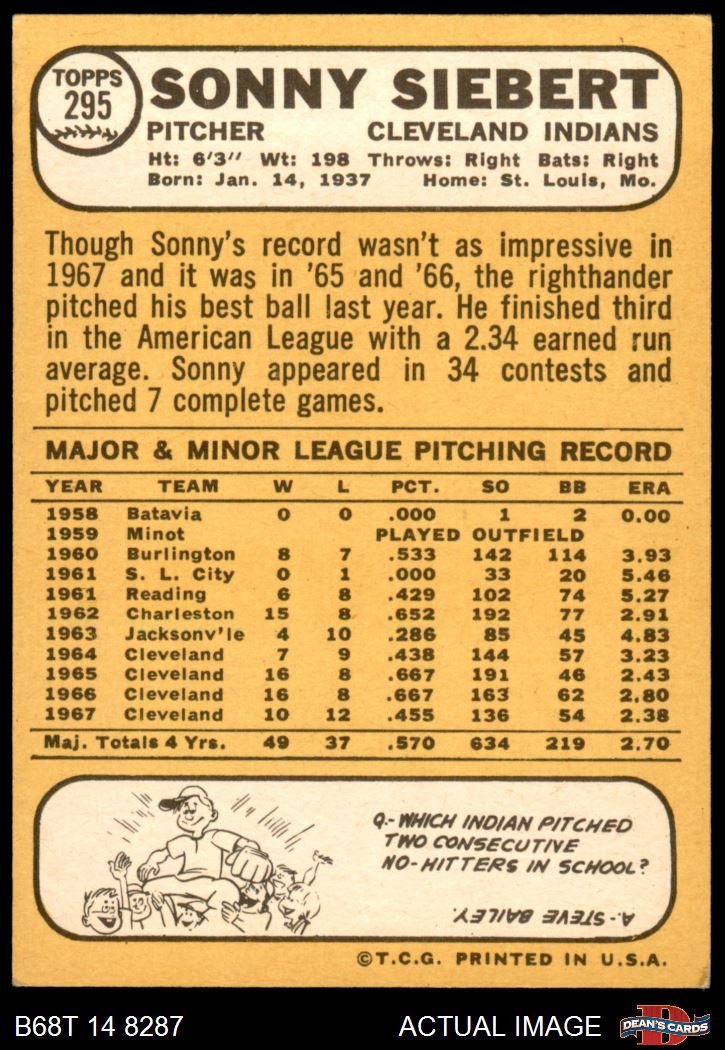 TOPPS
295
SONNY SIEBERT
PITCHER CLEVELAND INDIANS
Ht: 6'3" Wt: 198 Throws: Right Bats: Right
Born: Jan. 14, 1937 Home: St. Louis, Mo.
Though Sonny's record wasn't as impressive in
1967 and it was in '65 and '66, the righthander
pitched his best ball last year. He finished third
in the American League with a 2.34 earned run
average. Sonny appeared in 34 contests and
pitched 7 complete games.
MAJOR & MINOR LEAGUE PITCHING RECORD
YEAR TEAM W L PCT. SO BB ERA
1958 Batavia 0 0 .000 1 2 0.00
1959 Minot PLAYED OUTFIELD
1960 Burlington 8 7 .533 142 114 3.93
1961 S. L. City 0 1 .000 33 20 5.46
1961 Reading 6 8 .429 102 74 5.27
1962 Charleston 15 8 .652 192 77 2.91
1963 Jacksonv'le 4 10 .286 85 45 4.83
1964 Cleveland 7 9 .438 144 57 3.23
1965 Cleveland 16 8 .667 191 46 2.43
1966 Cleveland 16 8 .667 163 62 2.80
1967 Cleveland 10 12 .455 136 54 2.38
Maj. Totals 4 Yrs. 49 37 .570 634 219 2.70
Q.- WHICH INDIAN PITCHED
TWO CONSECUTIVE
NO-HITTERS IN SCHOOL?
A.- STEVE BAILEY.
©T.C.G. PRINTED IN U.S.A.
B68T 14 8287 ACTUAL IMAGE
D
DEAN'S CARDS